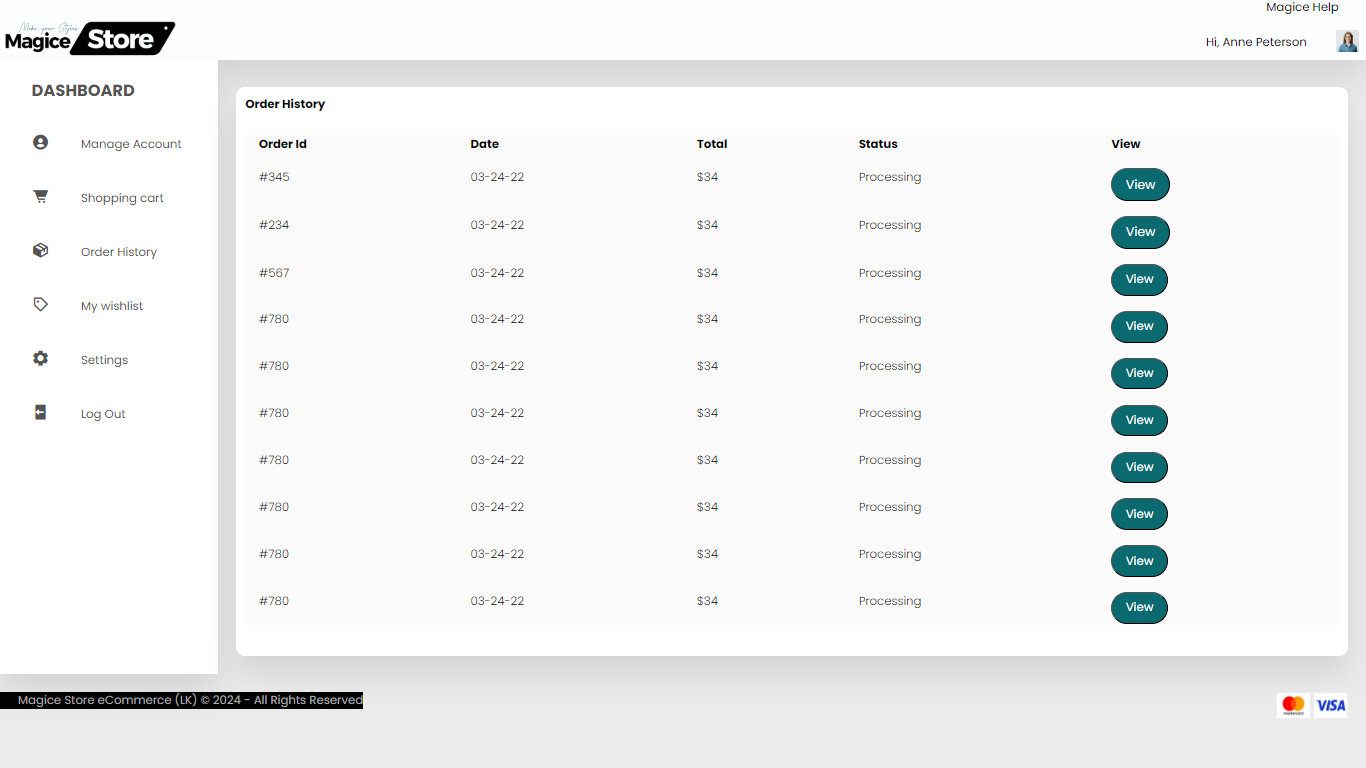 Magice Help
Make your Styles
Magice Store
Hi, Anne Peterson
DASHBOARD
Manage Account
Shopping cart
Order History
My wishlist
Settings
Log Out
Order History
Order Id Date Total Status View
#345 03-24-22 $34 Processing View
#234 03-24-22 $34 Processing View
#567 03-24-22 $34 Processing View
#780 03-24-22 $34 Processing View
#780 03-24-22 $34 Processing View
#780 03-24-22 $34 Processing View
#780 03-24-22 $34 Processing View
#780 03-24-22 $34 Processing View
#780 03-24-22 $34 Processing View
#780 03-24-22 $34 Processing View
Magice Store eCommerce (LK) © 2024 - All Rights Reserved
mastercard VISA